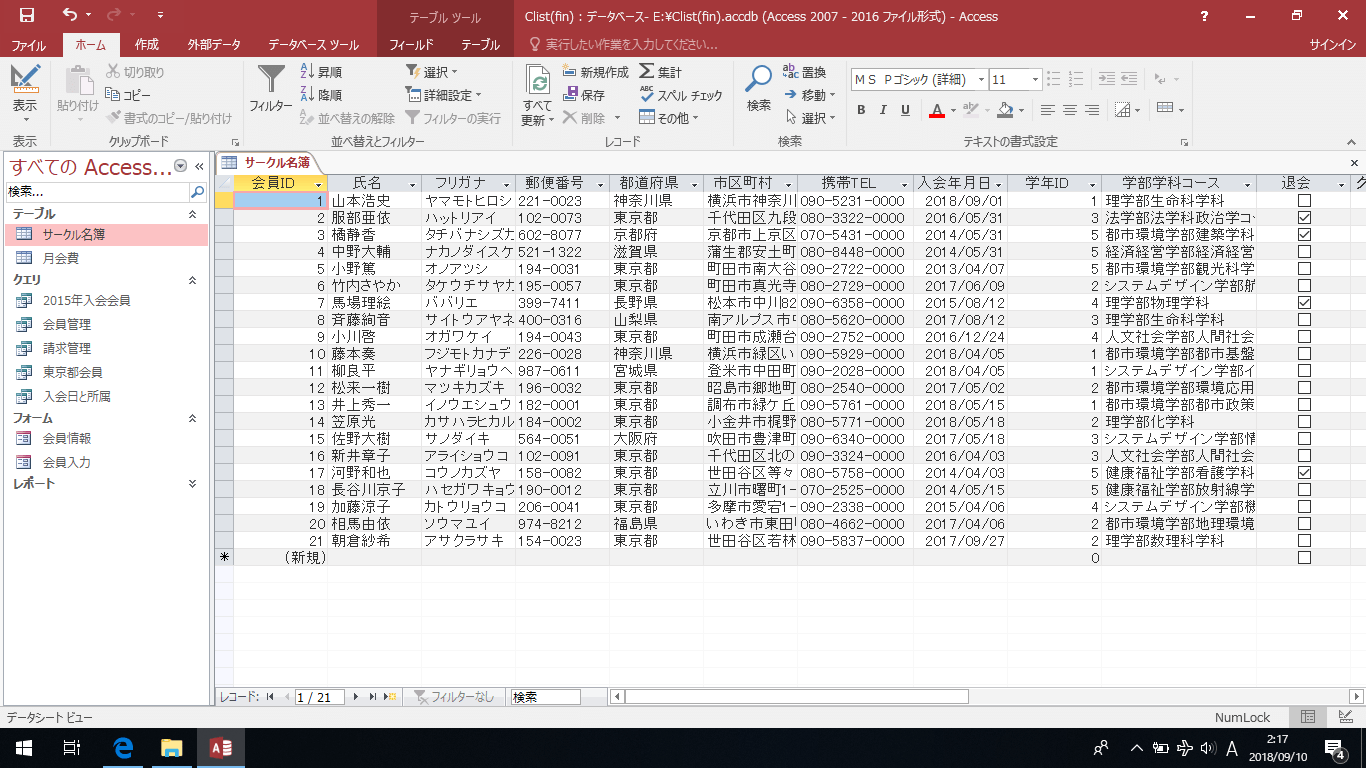 Clist(fin) : データベース- E:¥Clist(fin).accdb (Access 2007 - 2016 ファイル形式) - Access
テーブル ツール
ファイル ホーム 作成 外部データ データベース ツール フィールド テーブル 実行したい作業を入力してください... サインイン
表示 貼り付け 切り取り コピー 書式のコピー/貼り付け
フィルター 昇順 降順 並べ替えの解除 選択 詳細設定 フィルターの実行
すべて更新 新規作成 保存 削除 集計 スペル チェック その他
検索 置換 移動 選択
MS Pゴシック (詳細) 11
B I U A
表示 クリップボード 並べ替えとフィルター レコード 検索 テキストの書式設定
すべての Access...
検索...
テーブル
サークル名簿
月会費
クエリ
2015年入会会員
会員管理
請求管理
東京都会員
入会日と所属
フォーム
会員情報
会員入力
レポート
サークル名簿
会員ID 氏名 フリガナ 郵便番号 都道府県 市区町村 携帯TEL 入会年月日 学年ID 学部学科コース 退会
1 山本浩史 ヤマモトヒロシ 221-0023 神奈川県 横浜市神奈川 090-5231-0000 2018/09/01 1 理学部生命科学科
2 服部亜依 ハットリアイ 102-0073 東京都 千代田区九段 080-3322-0000 2016/05/31 3 法学部法学科政治学コ
3 橘静香 タチバナシズカ 602-8077 京都府 京都市上京区 070-5431-0000 2014/05/31 5 都市環境学部建築学科
4 中野大輔 ナカノダイスケ 521-1322 滋賀県 蒲生郡安土町 080-8448-0000 2014/05/31 5 経済経営学部経済経営
5 小野篤 オノアツシ 194-0031 東京都 町田市南大谷 090-2722-0000 2013/04/07 5 都市環境学部観光科学
6 竹内さやか タケウチサヤカ 195-0057 東京都 町田市真光寺 080-2729-0000 2017/06/09 2 システムデザイン学部航
7 馬場理絵 ババリエ 399-7411 長野県 松本市中川82 090-6358-0000 2015/08/12 4 理学部物理学科
8 斉藤絢音 サイトウアヤネ 400-0316 山梨県 南アルプス市 080-5620-0000 2017/08/12 3 理学部生命科学科
9 小川啓 オガワケイ 194-0043 東京都 町田市成瀬台 090-2752-0000 2016/12/24 4 人文社会学部人間社会
10 藤本奏 フジモトカナデ 226-0028 神奈川県 横浜市緑区い 090-5929-0000 2018/04/05 1 都市環境学部都市基盤
11 柳良平 ヤナギリョウヘ 987-0611 宮城県 登米市中田町 090-2028-0000 2018/04/05 1 システムデザイン学部イ
12 松来一樹 マツキカズキ 196-0032 東京都 昭島市郷地町 080-2540-0000 2017/05/02 2 都市環境学部環境応用
13 井上秀一 イノウエシュウ 182-0001 東京都 調布市緑ケ丘 090-5761-0000 2018/05/15 1 都市環境学部都市政策
14 笠原光 カサハラヒカル 184-0002 東京都 小金井市梶野 080-5771-0000 2018/05/18 2 理学部化学科
15 佐野大樹 サノダイキ 564-0051 大阪府 吹田市豊津町 090-6340-0000 2017/05/18 3 システムデザイン学部情
16 新井章子 アライショウコ 102-0091 東京都 千代田区北の 090-3324-0000 2016/04/03 3 人文社会学部人間社会
17 河野和也 コウノカズヤ 158-0082 東京都 世田谷区等々 080-5758-0000 2014/04/03 5 健康福祉学部看護学科
18 長谷川京子 ハセガワキョウ 190-0012 東京都 立川市曙町1- 070-2525-0000 2014/05/15 5 健康福祉学部放射線学
19 加藤涼子 カトウリョウコ 206-0041 東京都 多摩市愛宕1- 090-2338-0000 2015/04/06 4 システムデザイン学部機
20 相馬由依 ソウマユイ 974-8212 福島県 いわき市東田 080-4662-0000 2017/04/06 2 都市環境学部地理環境
21 朝倉紗希 アサクラサキ 154-0023 東京都 世田谷区若林 090-5837-0000 2017/09/27 2 理学部数理科学科
* (新規) 0
レコード: 1 / 21 フィルターなし 検索
データシート ビュー NumLock
A 2:17
2018/09/10 4